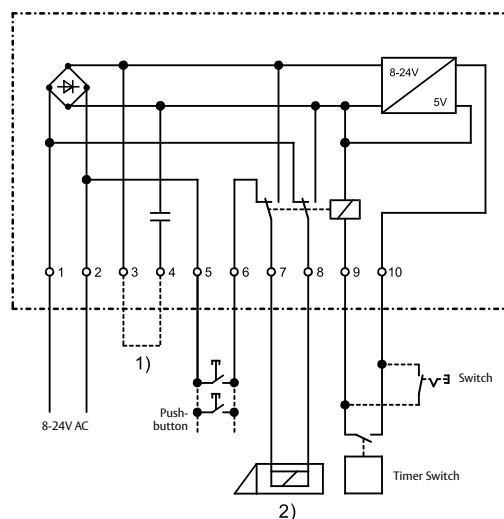 8-24V
5V
1 2 3 4 5 6 7 8 9 10
1)
Switch
Push-
button
8-24V AC
Timer Switch
2)